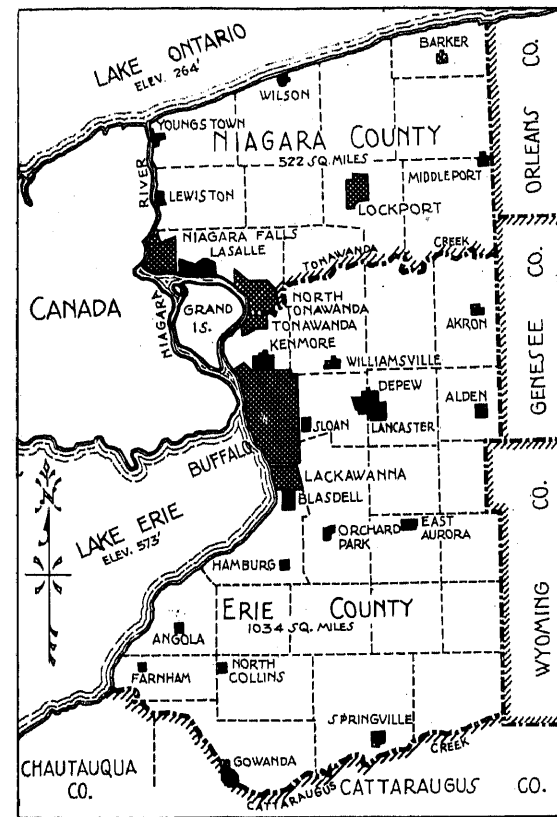 LAKE ONTARIO
ELEV. 264'
BARKER
WILSON
YOUNGSTOWN
NIAGARA COUNTY
522 SQ. MILES
MIDDLEPORT
ORLEANS CO.
RIVER
LEWISTON
LOCKPORT
NIAGARA FALLS
LASALLE
TONAWANDA CREEK
CANADA
NIAGARA
GRAND
IS.
NORTH
TONAWANDA
TONAWANDA
KENMORE
AKRON
WILLIAMSVILLE
GENESEE CO.
DEPEW
ALDEN
SLOAN
LANCASTER
BUFFALO
LACKAWANNA
BLASDELL
N
LAKE ERIE
ELEV. 573'
ORCHARD
PARK
EAST
AURORA
HAMBURG
WYOMING CO.
ERIE COUNTY
1034 SQ. MILES
ANGOLA
FARNHAM
NORTH
COLLINS
SPRINGVILLE
GOWANDA
CATTARAUGUS CREEK
CHAUTAUQUA
CO.
CATTARAUGUS CO.